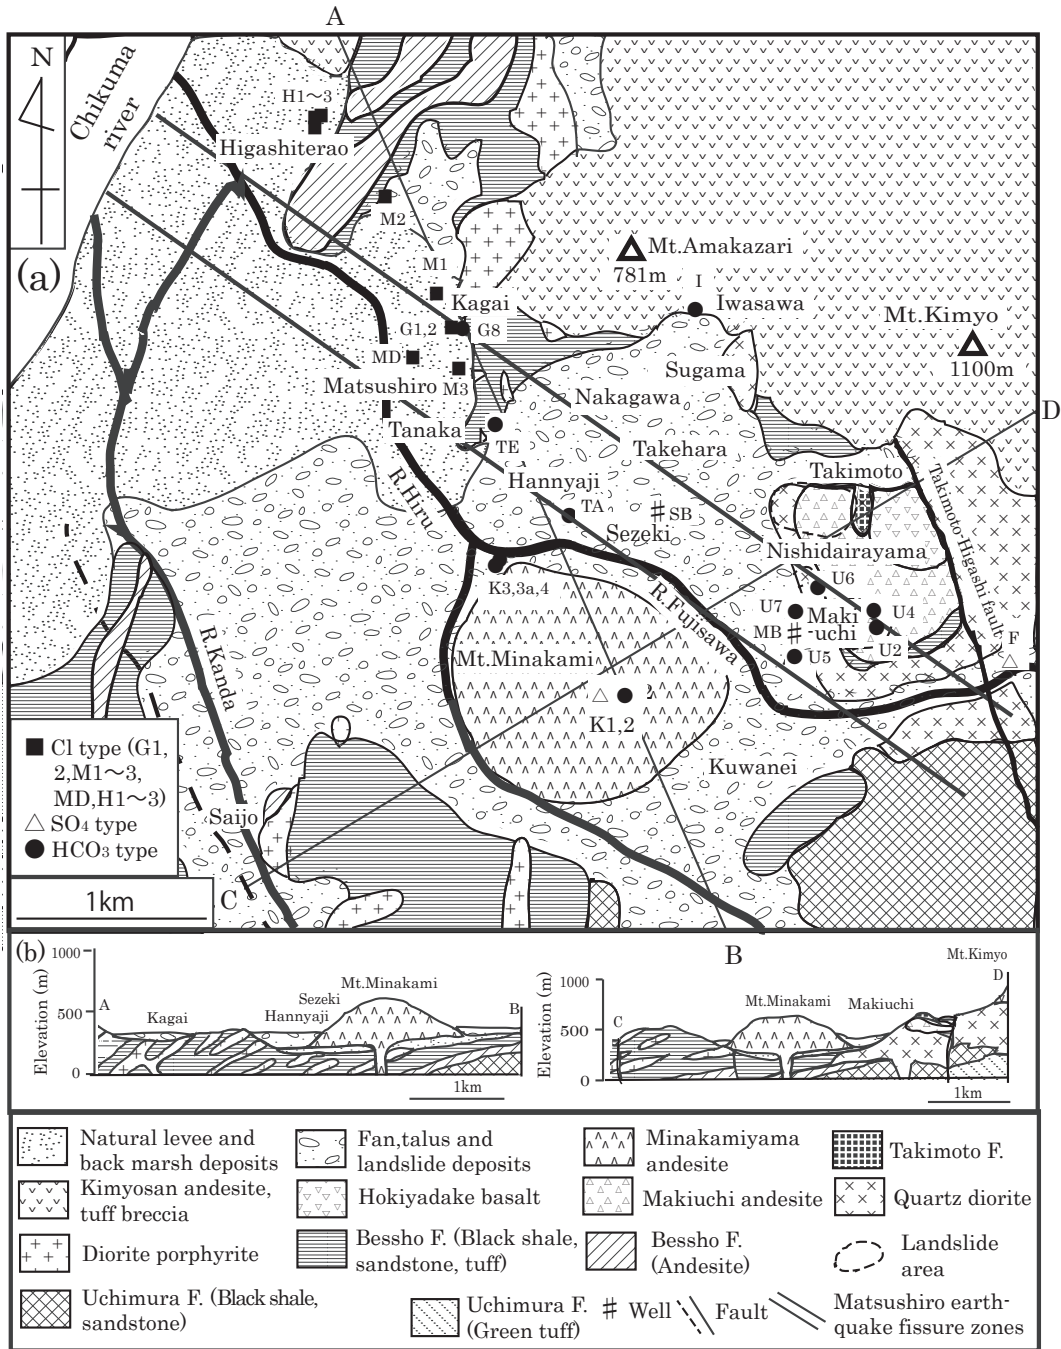 A
N
Chikuma
river
H1～3
Higashiterao
(a)
M2
M1
Mt.Amakazari
781m
I
Iwasawa
Kagai
G1,2
G8
Mt.Kimyo
1100m
MD
Matsushiro
M3
Sugama
Nakagawa
D
Tanaka
TE
Takehara
Hannyaji
Takimoto
R.Hiru
TA
SB
Sezeki
Takimoto Higashi fault
Nishidairayama
K3,3a,4
R.Fujisawa
U6
U7
Maki
-uchi
U4
MB
U2
U5
F
R.Kanda
Mt.Minakami
2
K1,2
Kuwanei
Cl type (G1,
2,M1～3,
MD,H1～3)
SO4 type
HCO3 type
Saijo
1km
C
B
(b)
Elevation (m)
1000
500
0
A
Kagai
Sezeki
Hannyaji
Mt.Minakami
B
1km
Elevation (m)
1000
500
0
C
Mt.Minakami
Makiuchi
Mt.Kimyo
D
1km
Natural levee and
back marsh deposits
Fan,talus and
landslide deposits
Minakamiyama
andesite
Takimoto F.
Kimyosan andesite,
tuff breccia
Hokiyadake basalt
Makiuchi andesite
Quartz diorite
Diorite porphyrite
Bessho F. (Black shale,
sandstone, tuff)
Bessho F.
(Andesite)
Landslide
area
Uchimura F. (Black shale,
sandstone)
Uchimura F.
(Green tuff)
Well
Fault
Matsushiro earth-
quake fissure zones